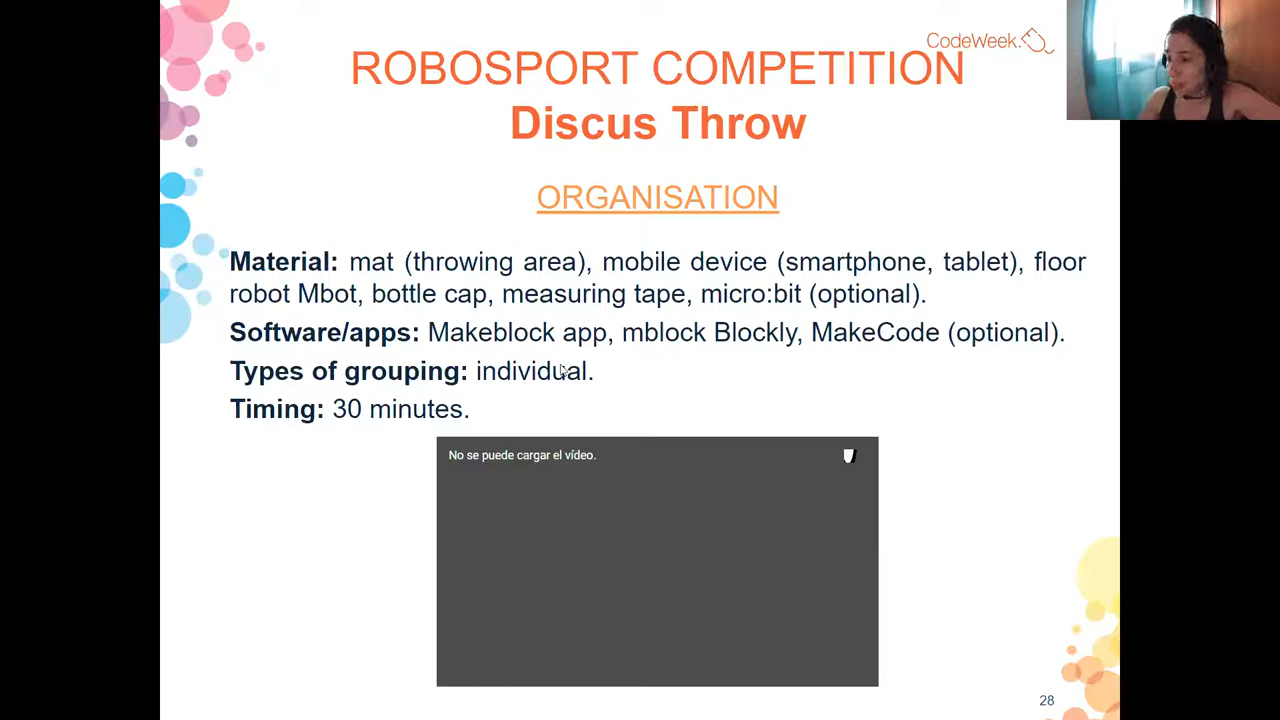 CodeWeek.
ROBOSPORT COMPETITION
Discus Throw
ORGANISATION
Material: mat (throwing area), mobile device (smartphone, tablet), floor
robot Mbot, bottle cap, measuring tape, micro:bit (optional).
Software/apps: Makeblock app, mblock Blockly, MakeCode (optional).
Types of grouping: individual.
Timing: 30 minutes.
No se puede cargar el vídeo.
28